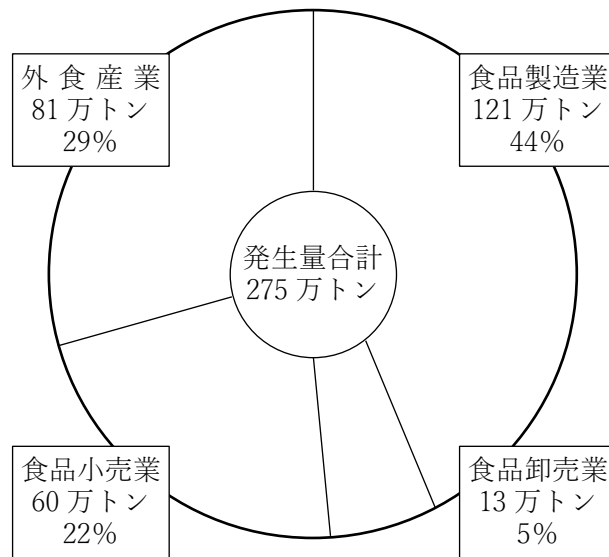 外食産業
81万トン
29%
食品製造業
121万トン
44%
発生量合計
275万トン
食品小売業
60万トン
22%
食品卸売業
13万トン
5%